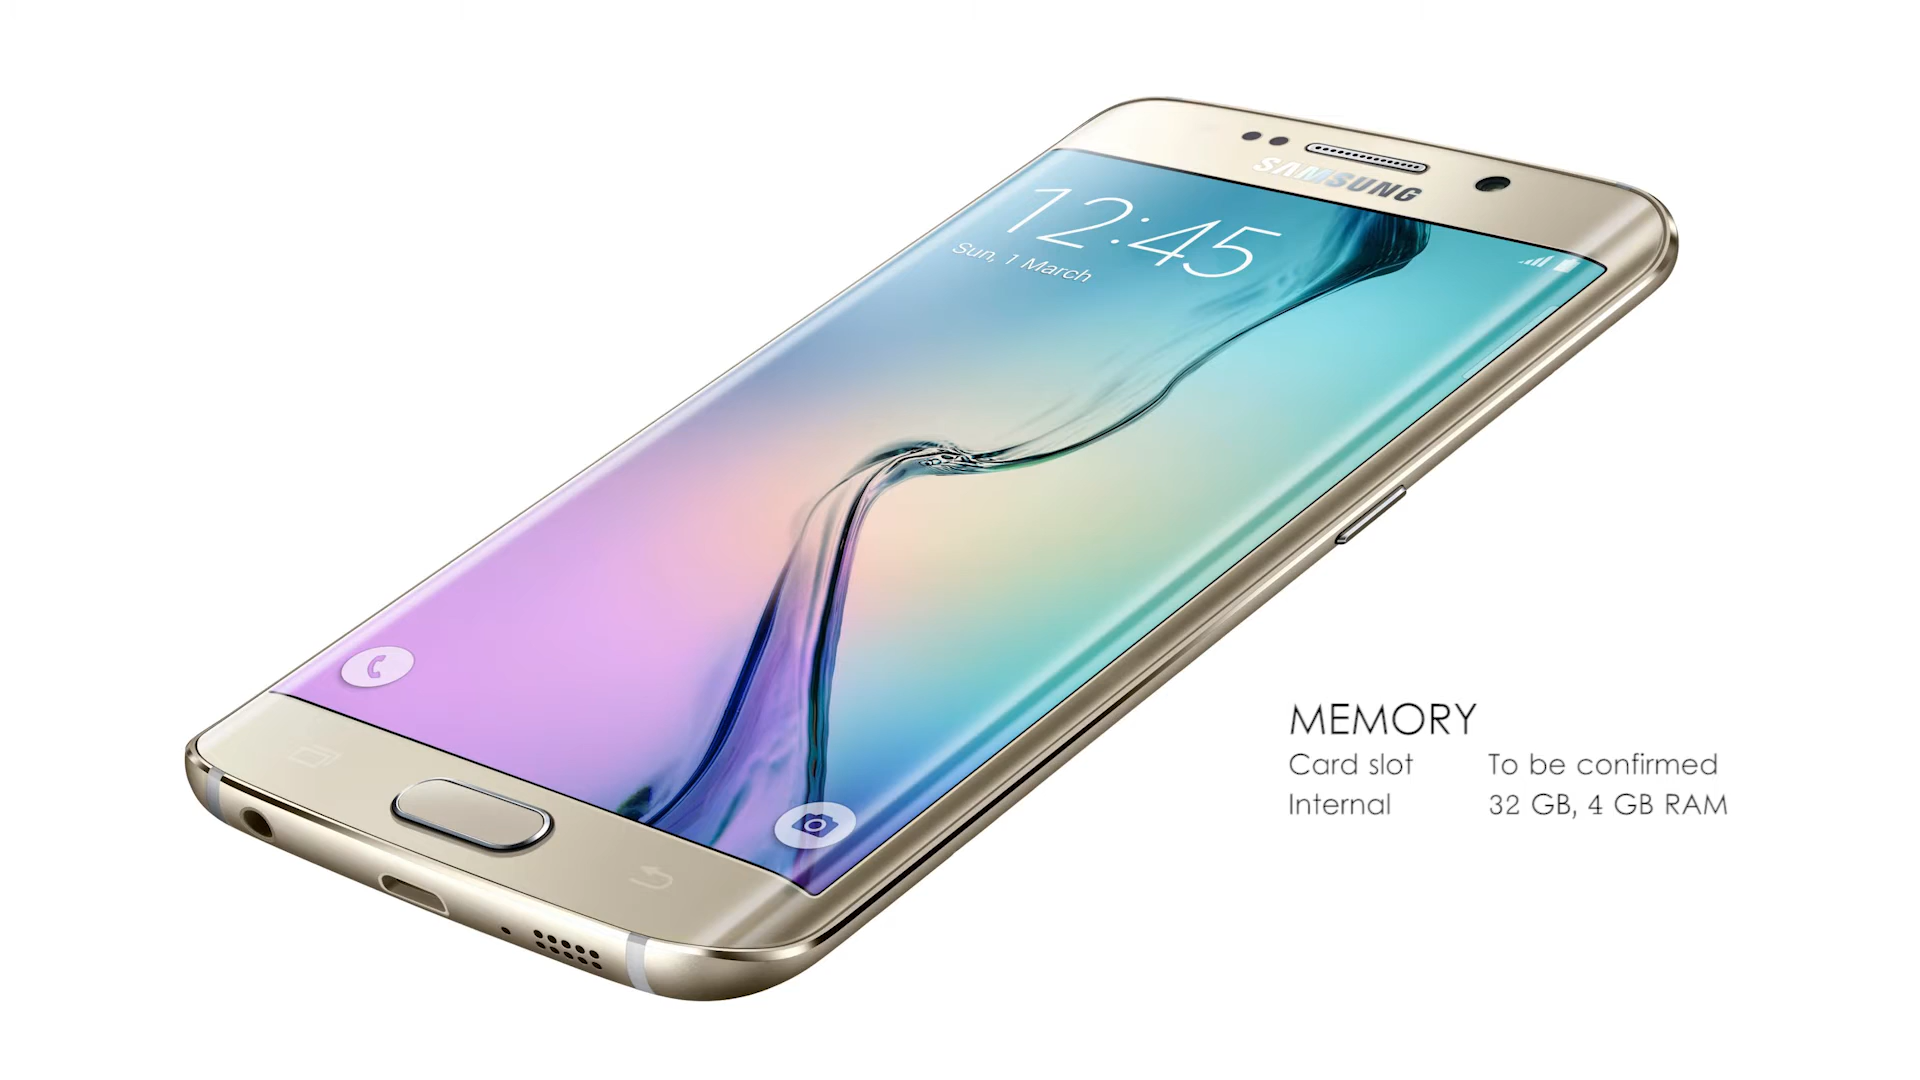 SAMSUNG
12:45
Sun, 1 March
MEMORY
Card slot To be confirmed
Internal 32 GB, 4 GB RAM